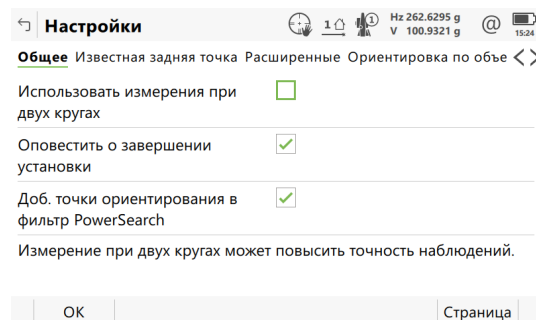 Настройки
1
1
Hz 262.6295 g
V 100.9321 g
@
15:24
Общее Известная задняя точка Расширенные Ориентировка по объе
Использовать измерения при
двух кругах
Оповестить о завершении
установки
Доб. точки ориентирования в
фильтр PowerSearch
Измерение при двух кругах может повысить точность наблюдений.
ОК
Страница